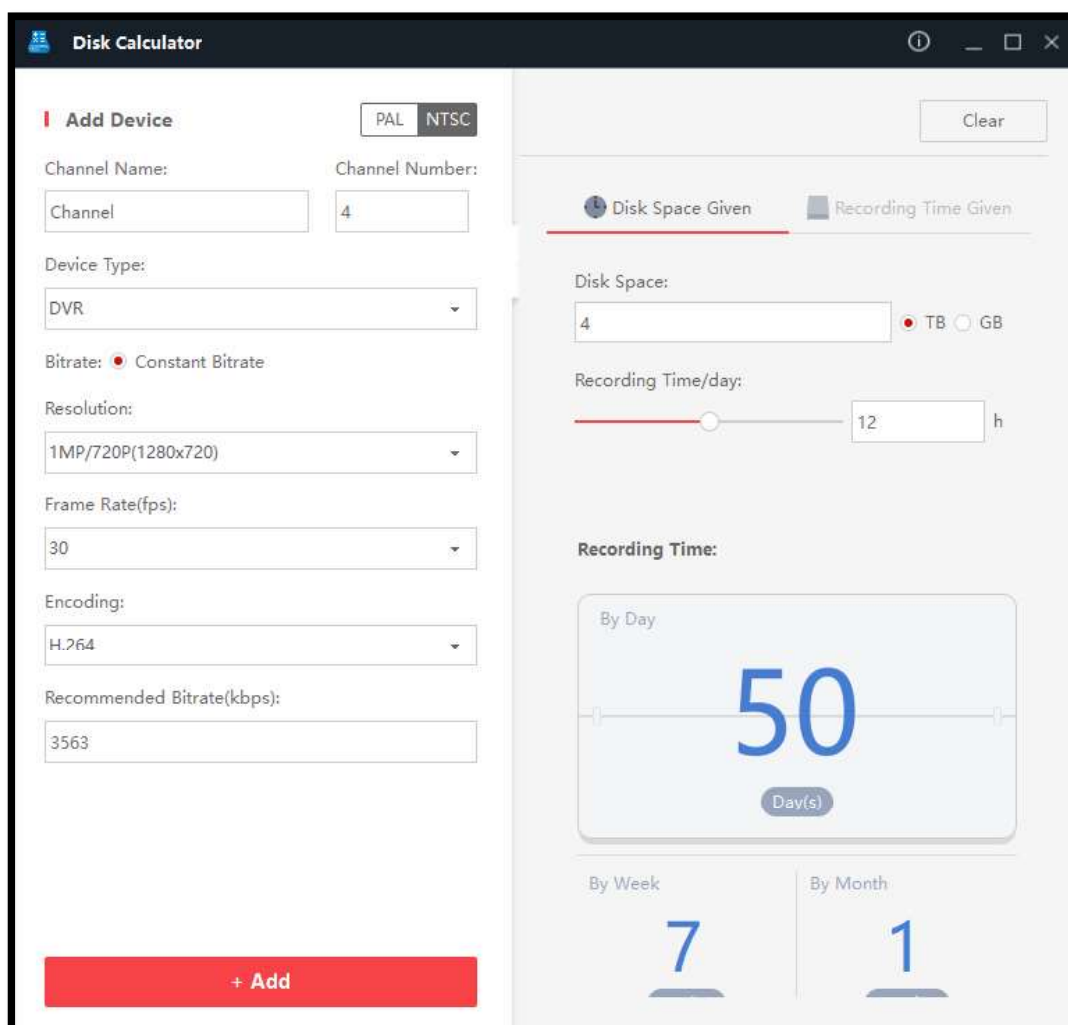 Disk Calculator
Add Device
PAL NTSC
Channel Name: Channel Number:
Channel 4
Device Type:
DVR
Bitrate: Constant Bitrate
Resolution:
1MP/720P(1280x720)
Frame Rate(fps):
30
Encoding:
H.264
Recommended Bitrate(kbps):
3563
+ Add
Clear
Disk Space Given Recording Time Given
Disk Space:
4 TB GB
Recording Time/day:
12 h
Recording Time:
By Day
50
Day(s)
By Week By Month
7 1